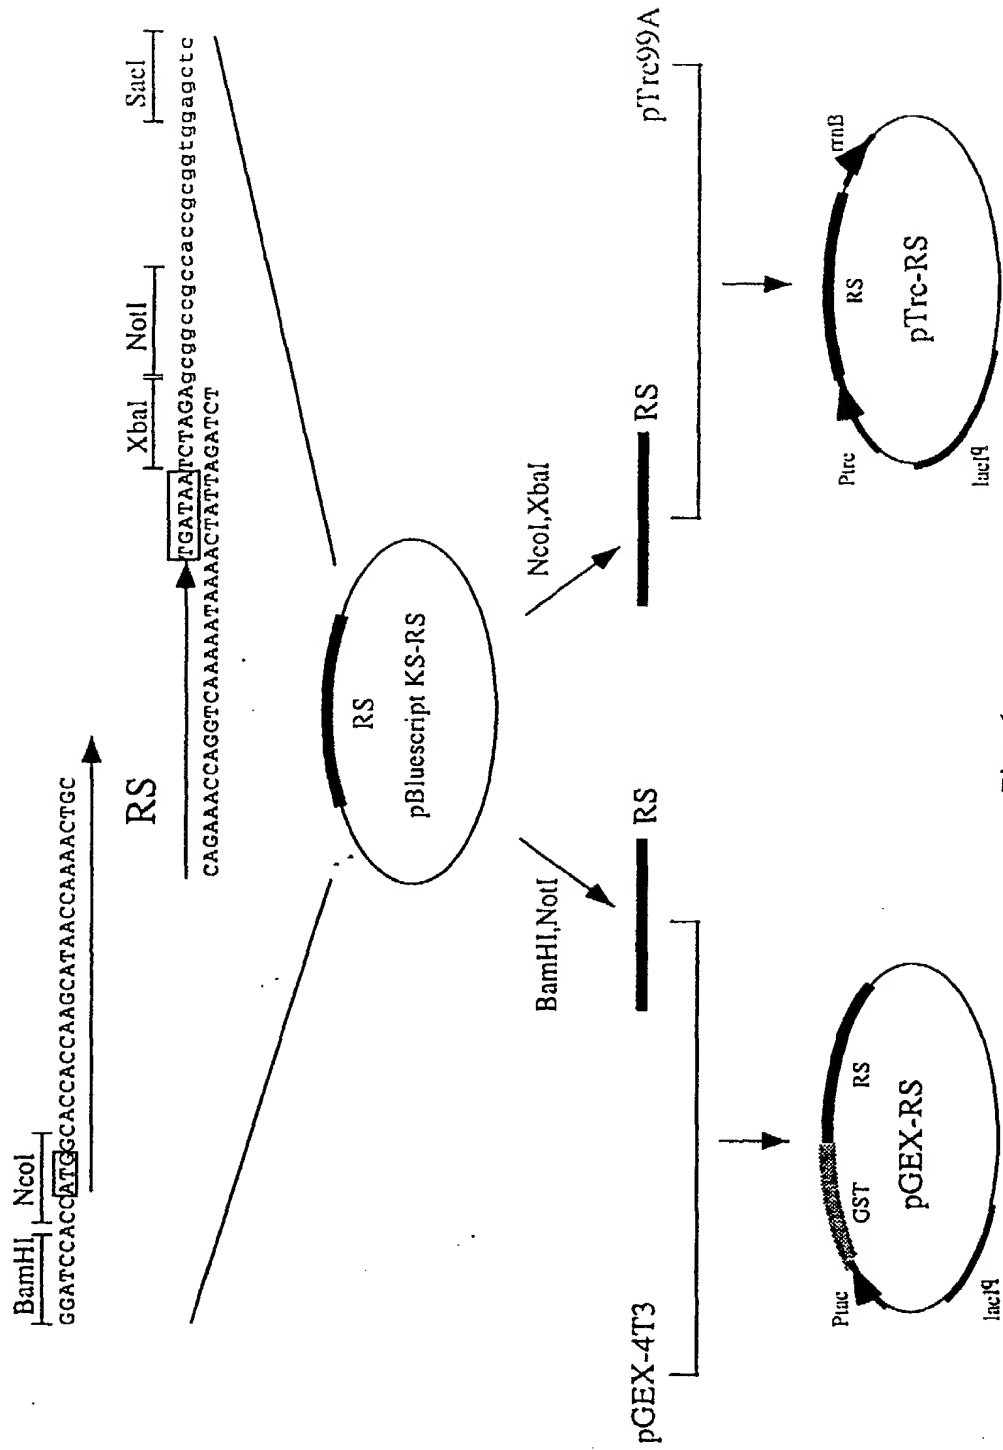 BamHI NcoI
GGATCCACCATGGCACCACCAAGCATAACCAAAACTGC
RS
XbaI NotI SacI
TGATAATCTAGAgcggccgccaccgcggtggagctc
CAGAAACCAGGTCAAAAATAAAACTATTAGATCT
RS
pBluescript KS-RS
BamHI,NotI
NcoI,XbaI
pGEX-4T3
RS
RS
pTrc99A
Ptac
GST
RS
pGEX-RS
lacIq
Ptrc
RS
rrnB
pTrc-RS
lacIq